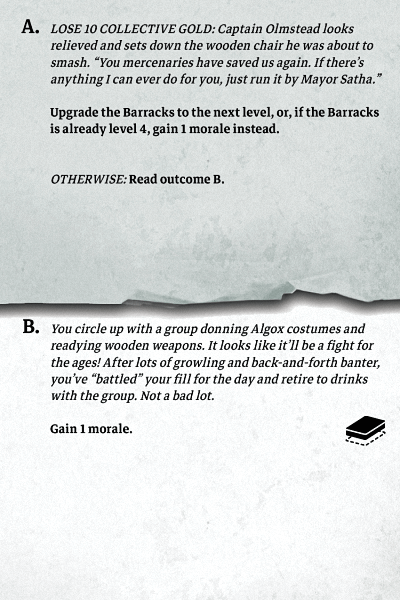 A. LOSE 10 COLLECTIVE GOLD: Captain Olmstead looks
relieved and sets down the wooden chair he was about to
smash. “You mercenaries have saved us again. If there’s
anything I can ever do for you, just run it by Mayor Satha.”
Upgrade the Barracks to the next level, or, if the Barracks
is already level 4, gain 1 morale instead.
OTHERWISE: Read outcome B.
B. You circle up with a group donning Algox costumes and
readying wooden weapons. It looks like it’ll be a fight for
the ages! After lots of growling and back-and-forth banter,
you’ve “battled” your fill for the day and retire to drinks
with the group. Not a bad lot.
Gain 1 morale.